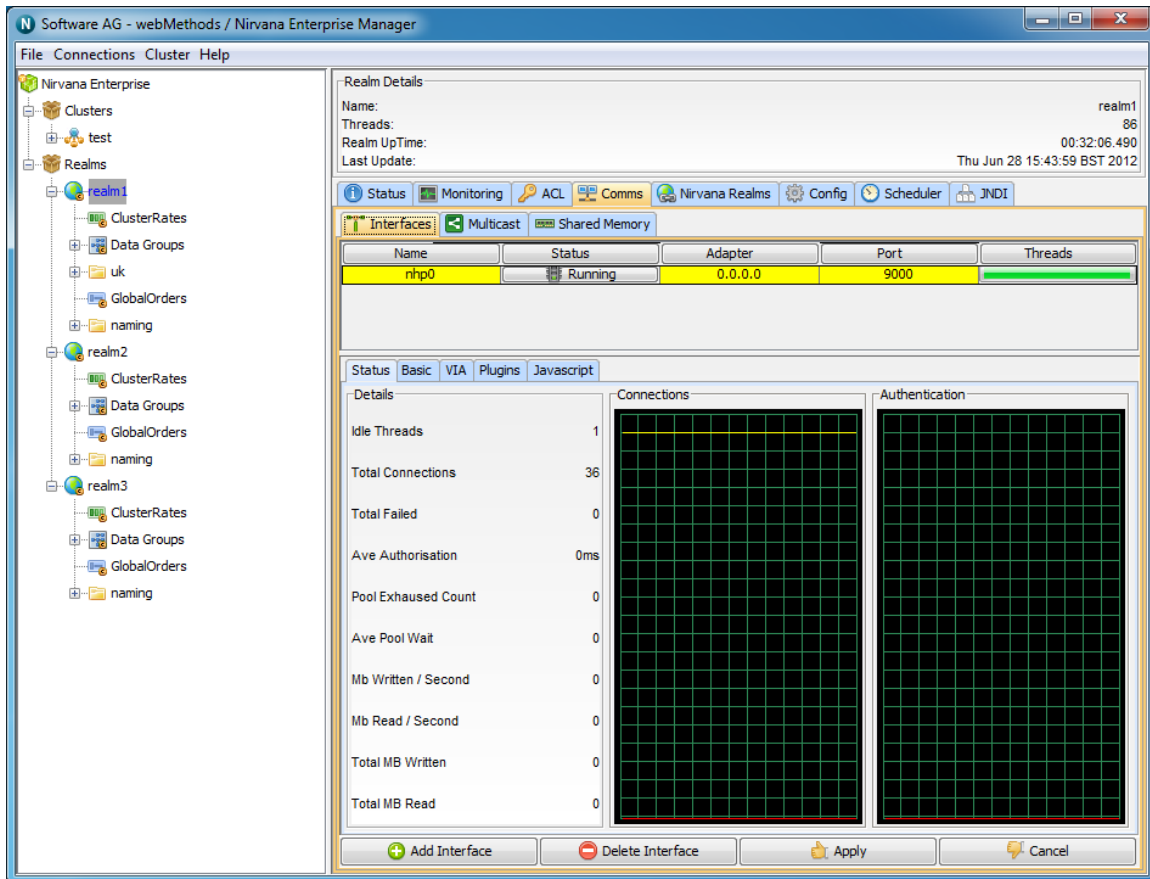 Software AG - webMethods / Nirvana Enterprise Manager
File Connections Cluster Help
Nirvana Enterprise
Clusters
test
Realms
realm1
ClusterRates
Data Groups
uk
GlobalOrders
naming
realm2
ClusterRates
Data Groups
GlobalOrders
naming
realm3
ClusterRates
Data Groups
GlobalOrders
naming
Realm Details
Name: realm1
Threads: 86
Realm UpTime: 00:32:06.490
Last Update: Thu Jun 28 15:43:59 BST 2012
Status Monitoring ACL Comms Nirvana Realms Config Scheduler JNDI
Interfaces Multicast Shared Memory
Name Status Adapter Port Threads
nhp0 Running 0.0.0.0 9000
Status Basic VIA Plugins Javascript
Details Connections Authentication
Idle Threads 1
Total Connections 36
Total Failed 0
Ave Authorisation 0ms
Pool Exhaused Count 0
Ave Pool Wait 0
Mb Written / Second 0
Mb Read / Second 0
Total MB Written 0
Total MB Read 0
Add Interface Delete Interface Apply Cancel